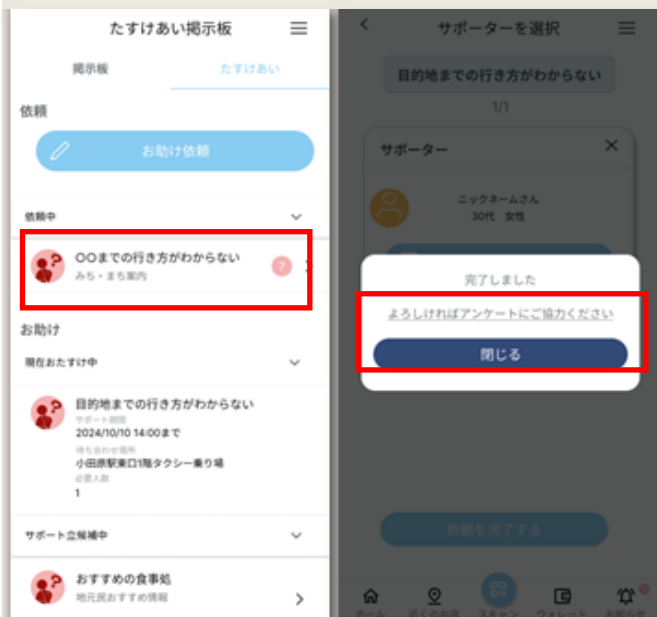 たすけあい掲示板
掲示板
たすけあい
依頼
お助け依頼
依頼中
〇〇までの行き方がわからない
みち・まち案内
7
お助け
現在おたすけ中
目的地までの行き方がわからない
サポート期間
2024/10/10 14:00まで
待ち合わせ場所
小田原駅東口1階タクシー乗り場
必要人数
1
サポート立候補中
おすすめの食事処
地元民おすすめ情報
サポーターを選択
目的地までの行き方がわからない
1/1
サポーター
ニックネームさん
30代 女性
完了しました
よろしければアンケートにご協力ください
閉じる
依頼を完了する
ホーム
近くのお店
スキャン
ウォレット
お知らせ